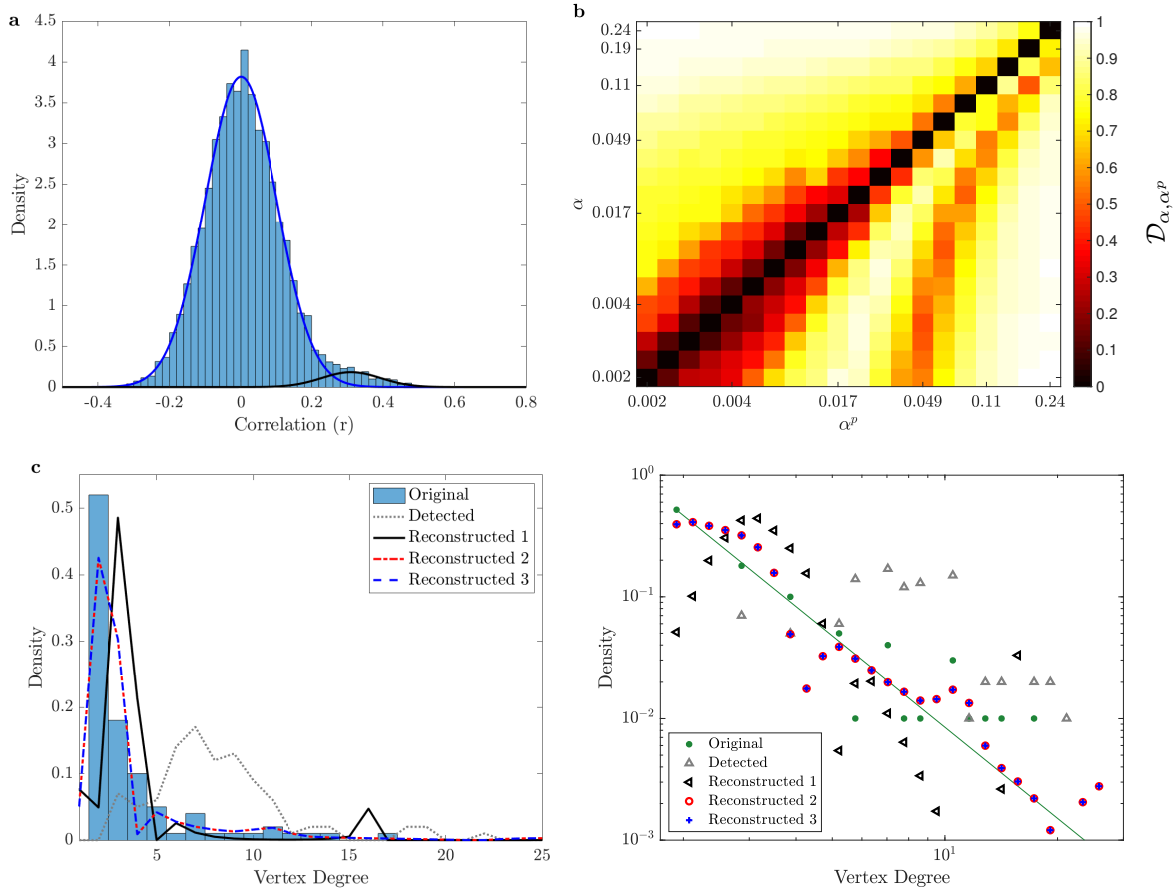 a
4.5
4
3.5
3
2.5
2
1.5
1
0.5
0
Density
-0.4 -0.2 0 0.2 0.4 0.6 0.8
Correlation (r)
b
0.24
0.19
0.11
0.049
0.017
0.004
0.002
α
0.002 0.004 0.017 0.049 0.11 0.24
α^p
1
0.9
0.8
0.7
0.6
0.5
0.4
0.3
0.2
0.1
0
𝒟_{α,α^p}
c
0.5
0.4
0.3
0.2
0.1
0
Density
Original
Detected
Reconstructed 1
Reconstructed 2
Reconstructed 3
5 10 15 20 25
Vertex Degree
10^0
10^{-1}
10^{-2}
10^{-3}
Density
Original
Detected
Reconstructed 1
Reconstructed 2
Reconstructed 3
10^1
Vertex Degree